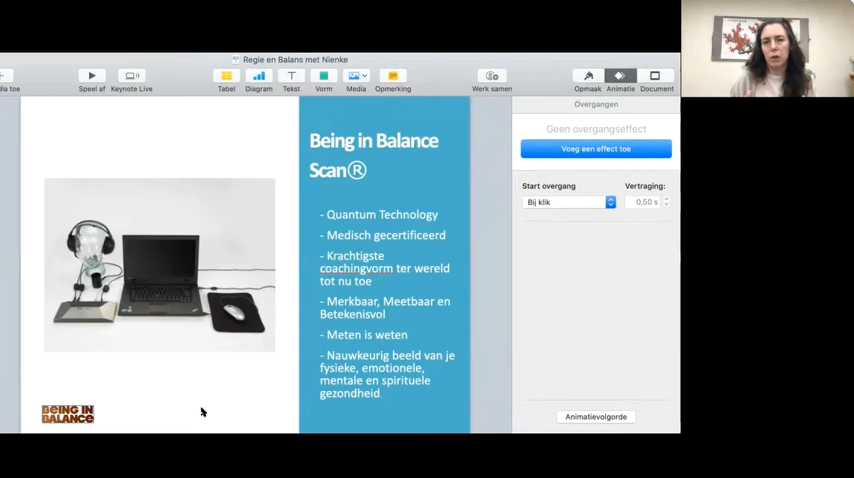 Regie en Balans met Nienke
dia toe
Speel af
Keynote Live
Tabel
Diagram
Tekst
Vorm
Media
Opmerking
Werk samen
Opmaak
Animatie
Document
Overgangen
Being in Balance
Scan®
- Quantum Technology
- Medisch gecertificeerd
- Krachtigste
coachingvorm ter wereld
tot nu toe
- Merkbaar, Meetbaar en
Betekenisvol
- Meten is weten
- Nauwkeurig beeld van je
fysieke, emotionele,
mentale en spirituele
gezondheid.
BEING IN
BALANCE
Geen overgangseffect
Voeg een effect toe
Start overgang
Vertraging:
Bij klik
0,50 s
Animatievolgorde